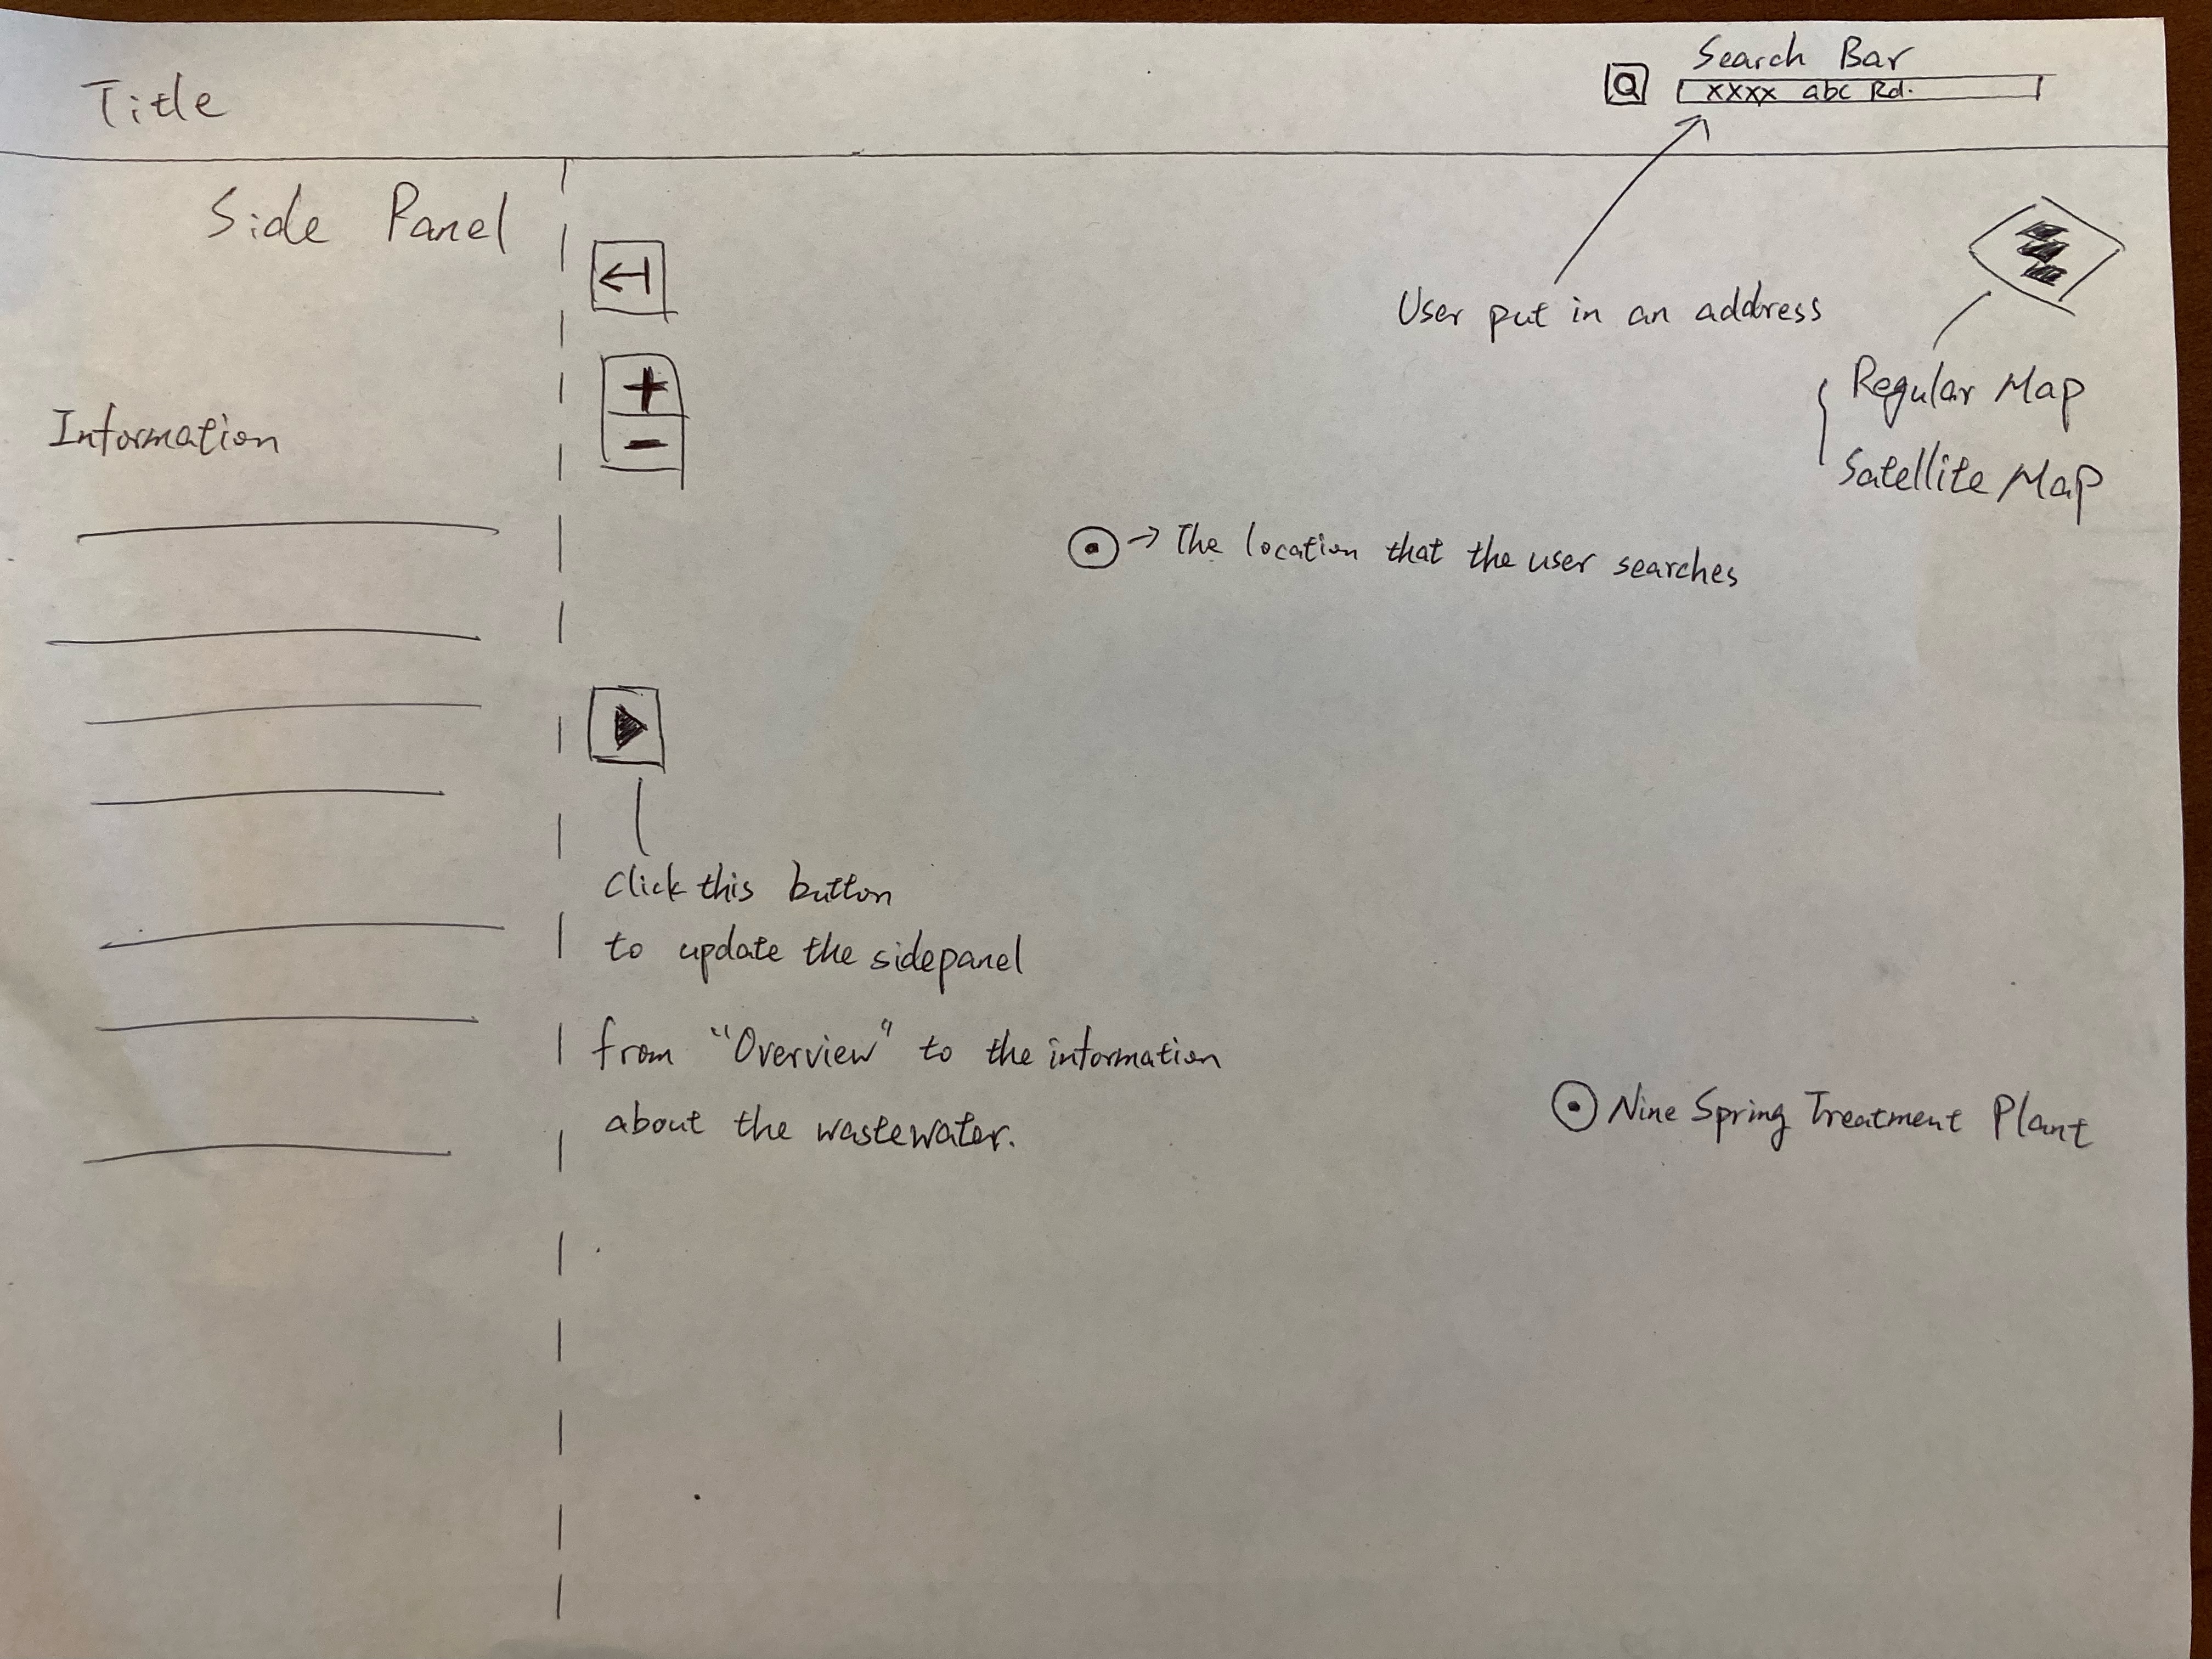 Title
Search Bar
Q
xxxx abc Rd.
Side Panel
User put in an address
Regular Map
Satellite Map
+
-
Information
The location that the user searches
Click this button
to update the sidepanel
from "Overview" to the information
about the wastewater.
Nine Spring Treatment Plant